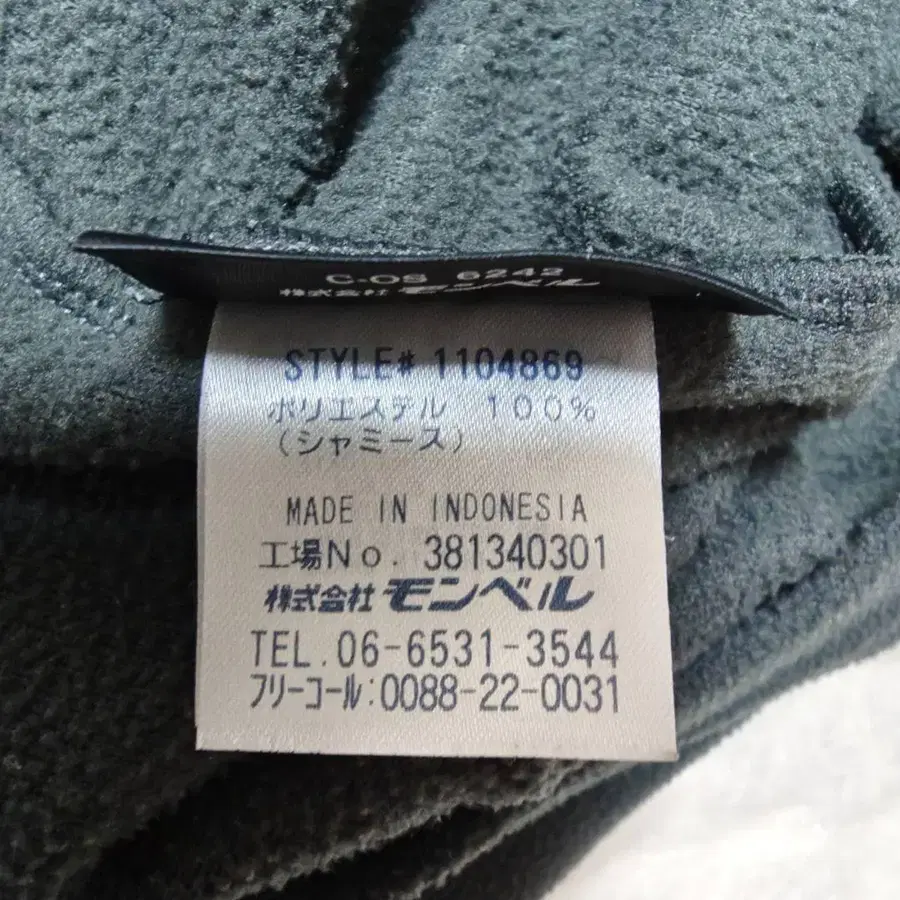 C-OS 6242
株式会社 モンベル
STYLE# 1104869
ポリエステル 100%
(シャミース)
MADE IN INDONESIA
工場No. 381340301
株式会社 モンベル
TEL.06-6531-3544
フリーコール:0088-22-0031